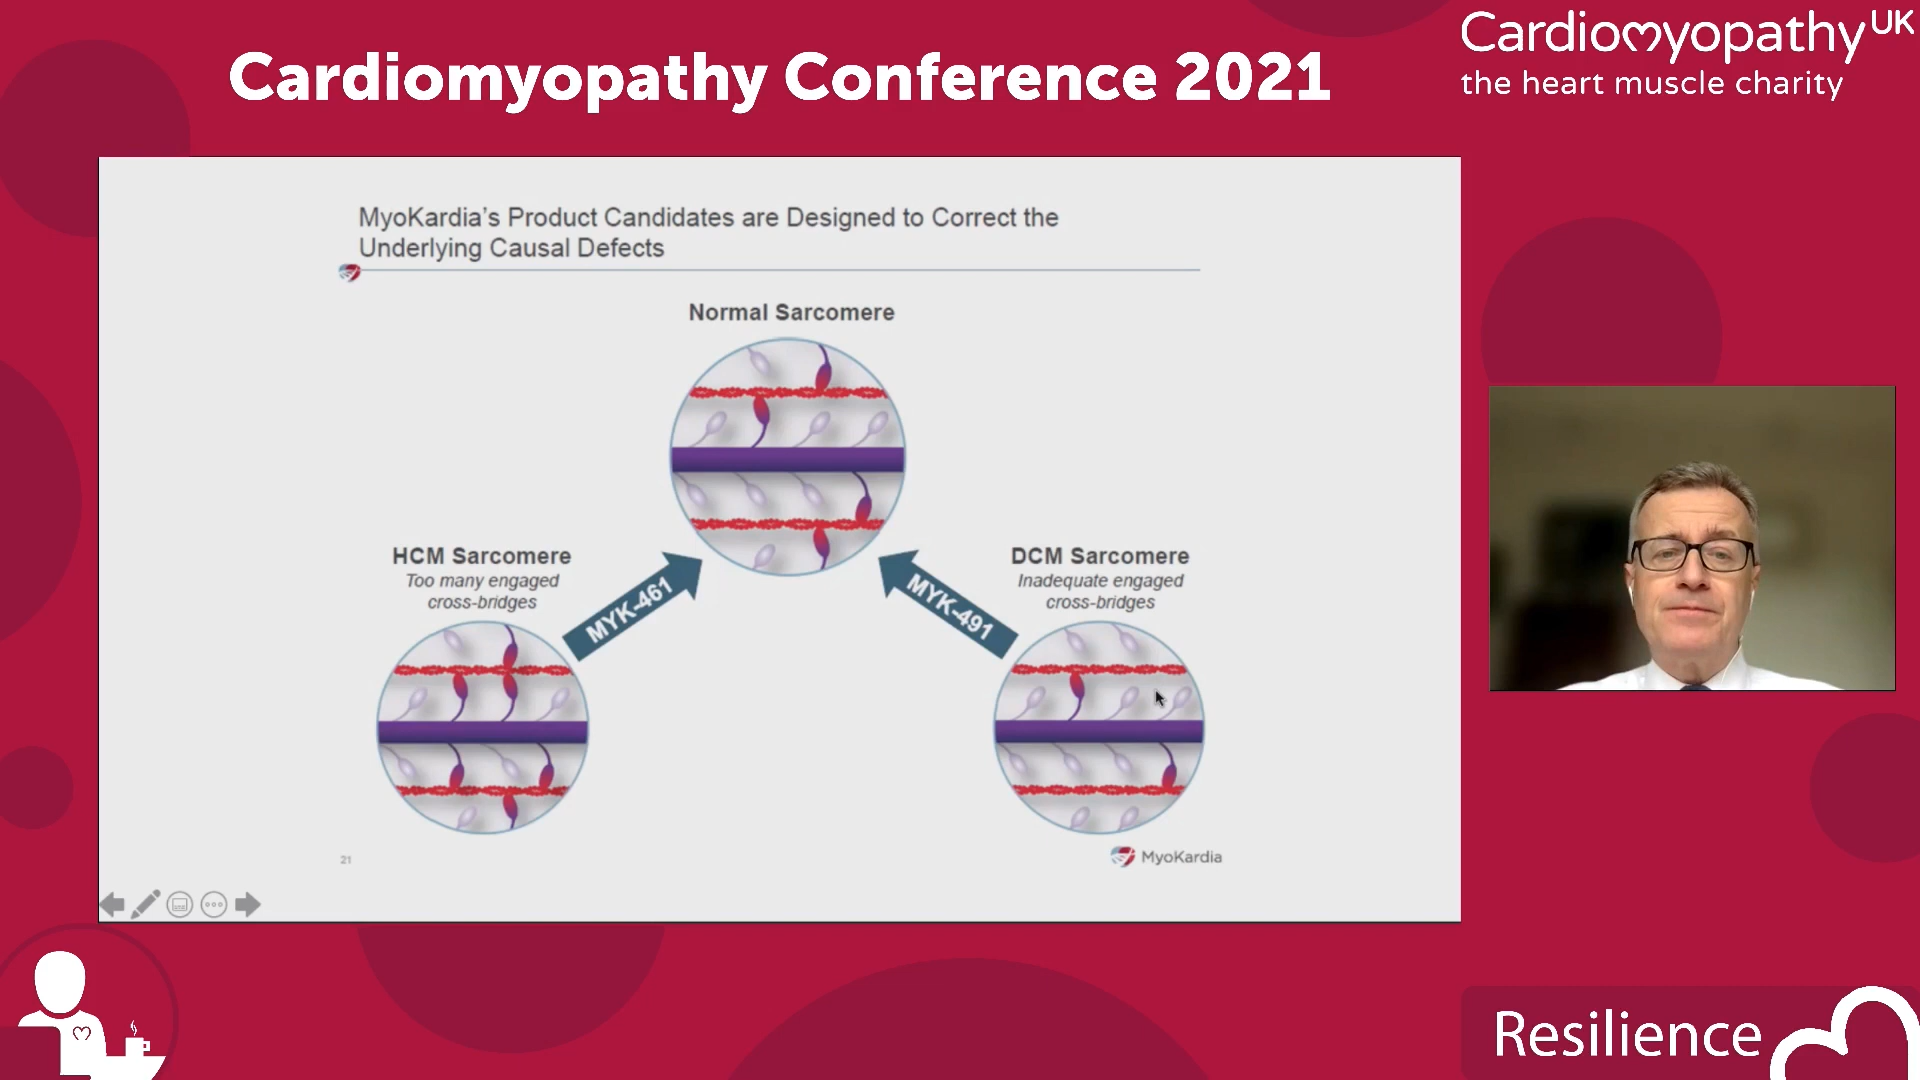 Cardiomyopathy Conference 2021
Cardiomyopathy UK
the heart muscle charity
MyoKardia's Product Candidates are Designed to Correct the
Underlying Causal Defects
Normal Sarcomere
HCM Sarcomere
Too many engaged
cross-bridges
MYK-461
DCM Sarcomere
Inadequate engaged
cross-bridges
MYK-491
21
MyoKardia
Resilience